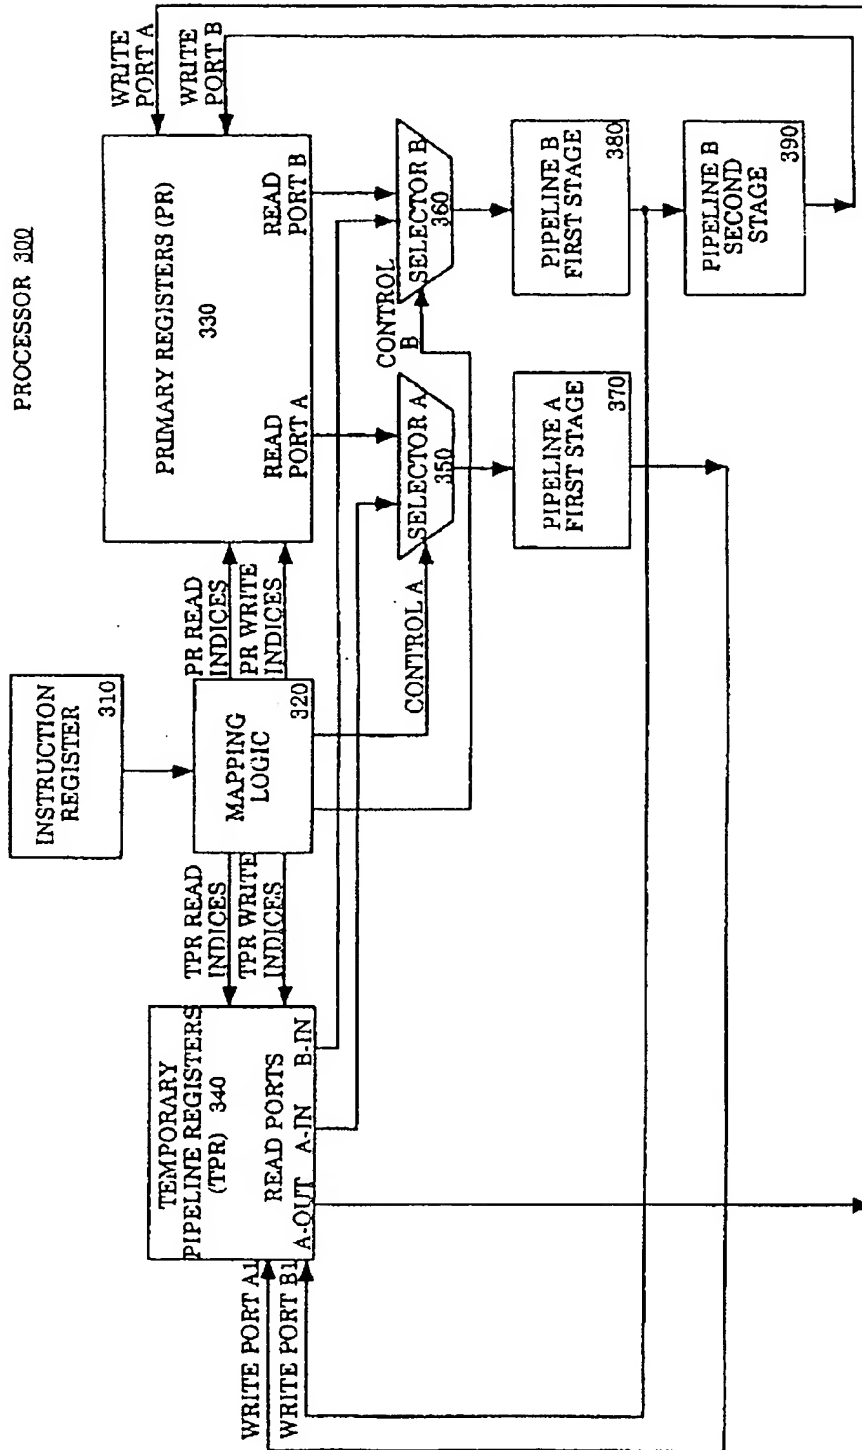 PROCESSOR 300
INSTRUCTION
REGISTER
310
TEMPORARY
PIPELINE REGISTERS
(TPR) 340
READ PORTS
A-OUT A-IN B-IN
WRITE PORT A1
WRITE PORT B1
TPR READ
INDICES
TPR WRITE
INDICES
MAPPING
LOGIC
320
PR READ
INDICES
PR WRITE
INDICES
PRIMARY REGISTERS (PR)
330
READ
PORT A
READ
PORT B
WRITE
PORT A
WRITE
PORT B
CONTROL A
SELECTOR A
350
CONTROL
B
SELECTOR B
360
PIPELINE A
FIRST STAGE
370
PIPELINE B
FIRST STAGE
380
PIPELINE B
SECOND
STAGE
390